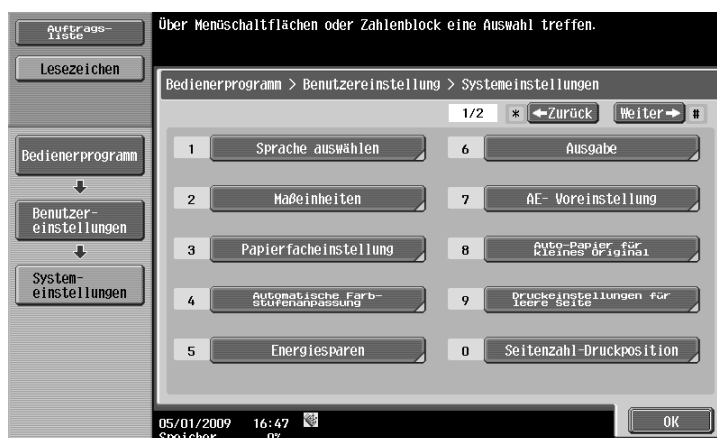 Auftrags-
liste
Über Menüschaltflächen oder Zahlenblock eine Auswahl treffen.
Lesezeichen
Bedienerprogramm > Benutzereinstellung > Systemeinstellungen
1/2 * ←Zurück Weiter→ #
Bedienerprogramm
Benutzer-
einstellungen
System-
einstellungen
1 Sprache auswählen
2 Maßeinheiten
3 Papierfacheinstellung
4 Automatische Farb-
stufenanpassung
5 Energiesparen
6 Ausgabe
7 AE- Voreinstellung
8 Auto-Papier für
kleines Original
9 Druckeinstellungen für
leere Seite
0 Seitenzahl-Druckposition
05/01/2009 16:47
Speicher 0%
OK